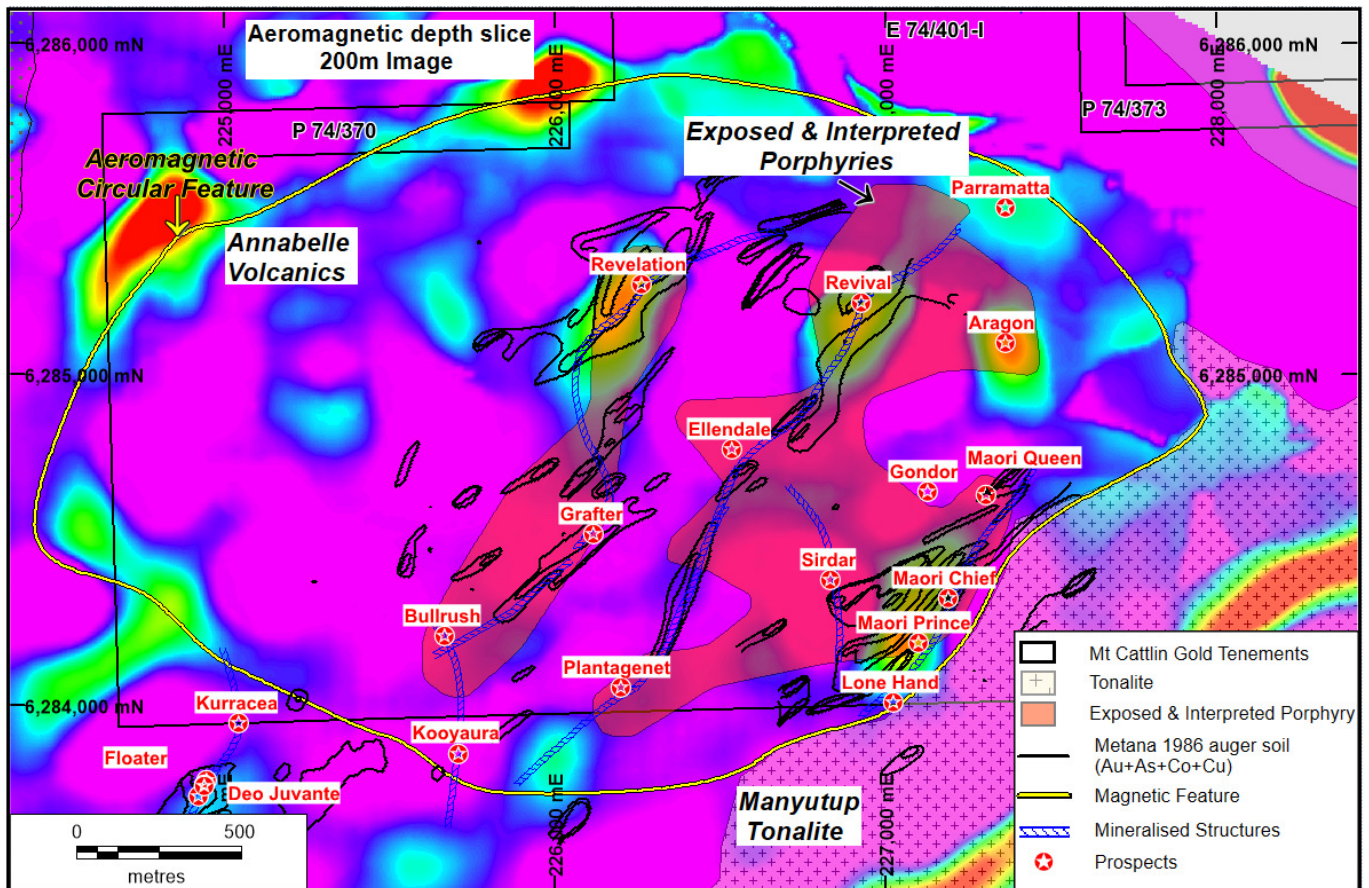 Aeromagnetic depth slice
200m Image
E 74/401-I
6,286,000 mN
6,286,000 mN
225,000 mE
226,000 mE
227,000 mE
228,000 mE
P 74/370
P 74/373
Exposed & Interpreted
Porphyries
Aeromagnetic
Circular Feature
Parramatta
Annabelle
Volcanics
Revelation
Revival
Aragon
6,285,000 mN
6,285,000 mN
Ellendale
Maori Queen
Gondor
Grafter
Sirdar
Maori Chief
Bullrush
Maori Prince
Plantagenet
Lone Hand
Kurracea
6,284,000 mN
Kooyaura
Floater
Deo Juvante
mE
226,000 mE
227,000 mE
Manyutup
Tonalite
0 500
metres
Mt Cattlin Gold Tenements
Tonalite
Exposed & Interpreted Porphyry
Metana 1986 auger soil
(Au+As+Co+Cu)
Magnetic Feature
Mineralised Structures
Prospects